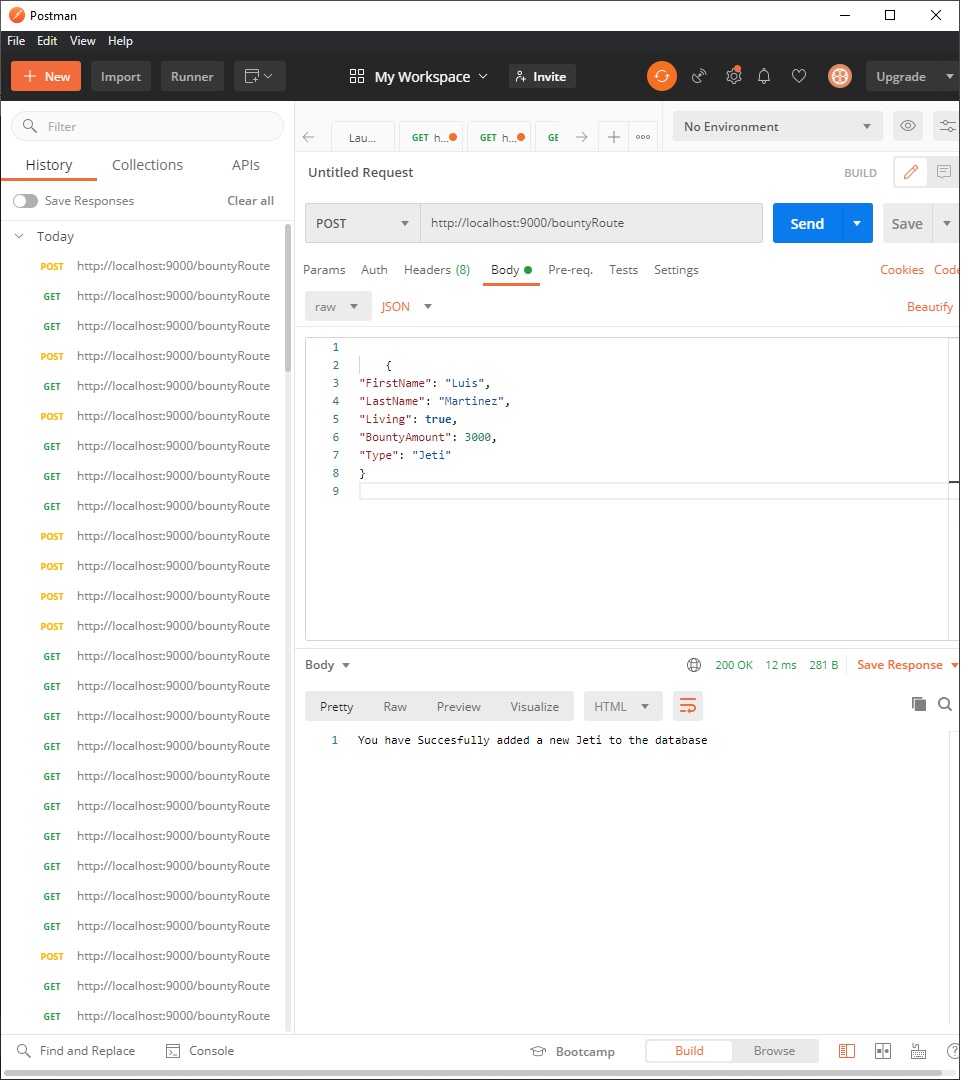 Postman
File Edit View Help
New Import Runner My Workspace Invite Upgrade
Filter
History Collections APIs
Save Responses Clear all
Today
POST http://localhost:9000/bountyRoute
GET http://localhost:9000/bountyRoute
GET http://localhost:9000/bountyRoute
POST http://localhost:9000/bountyRoute
GET http://localhost:9000/bountyRoute
POST http://localhost:9000/bountyRoute
GET http://localhost:9000/bountyRoute
GET http://localhost:9000/bountyRoute
GET http://localhost:9000/bountyRoute
POST http://localhost:9000/bountyRoute
POST http://localhost:9000/bountyRoute
POST http://localhost:9000/bountyRoute
POST http://localhost:9000/bountyRoute
GET http://localhost:9000/bountyRoute
GET http://localhost:9000/bountyRoute
GET http://localhost:9000/bountyRoute
GET http://localhost:9000/bountyRoute
GET http://localhost:9000/bountyRoute
GET http://localhost:9000/bountyRoute
GET http://localhost:9000/bountyRoute
GET http://localhost:9000/bountyRoute
GET http://localhost:9000/bountyRoute
GET http://localhost:9000/bountyRoute
POST http://localhost:9000/bountyRoute
GET http://localhost:9000/bountyRoute
GET http://localhost:9000/bountyRoute
Lau... GET h... GET h... GE
No Environment
Untitled Request BUILD
POST http://localhost:9000/bountyRoute Send Save
Params Auth Headers (8) Body Pre-req. Tests Settings Cookies Code
raw JSON Beautify
1
2 {
3 "FirstName": "Luis",
4 "LastName": "Martinez",
5 "Living": true,
6 "BountyAmount": 3000,
7 "Type": "Jeti"
8 }
9
Body 200 OK 12 ms 281 B Save Response
Pretty Raw Preview Visualize HTML
1 You have Succesfully added a new Jeti to the database
Find and Replace Console Bootcamp Build Browse